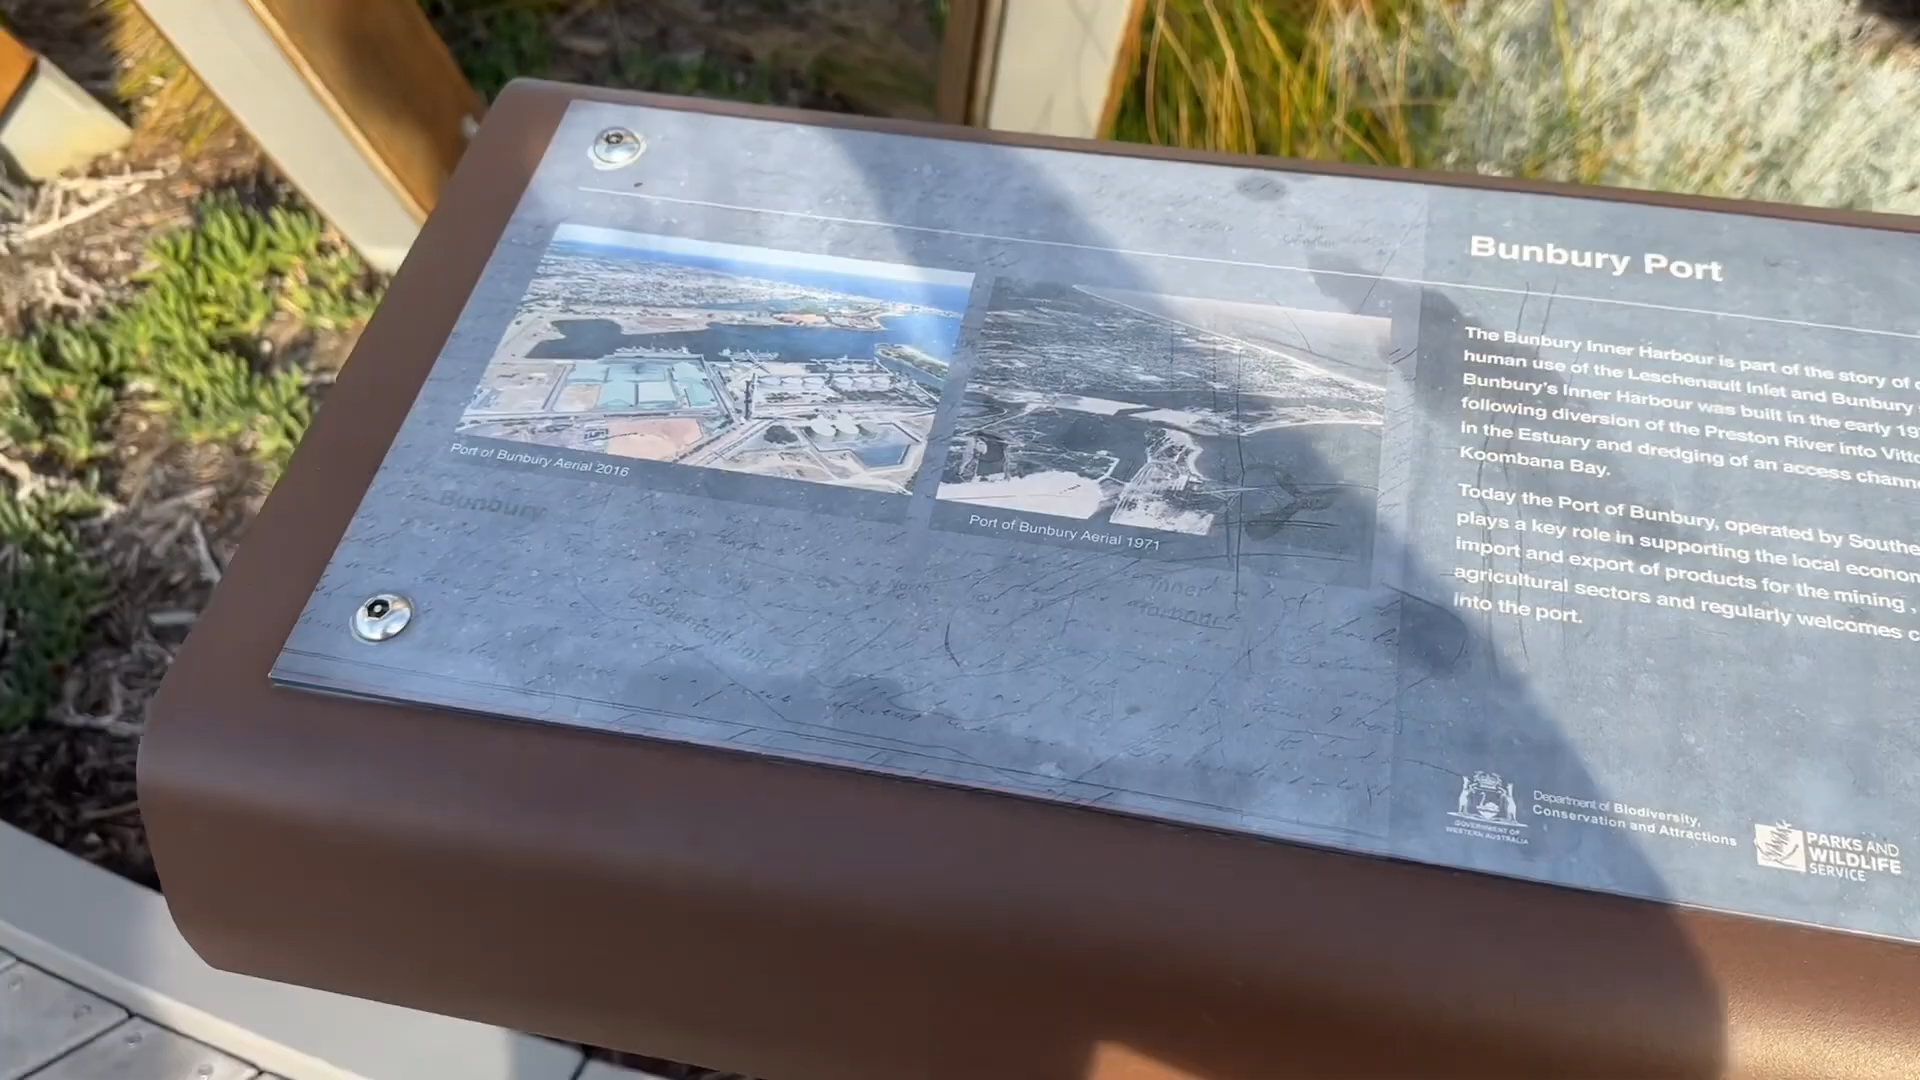 Bunbury Port
The Bunbury Inner Harbour is part of the story of
human use of the Leschenault Inlet and Bunbury
Bunbury's Inner Harbour was built in the early
following diversion of the Preston River into
in the Estuary and dredging of an access
Koombana Bay.
Today the Port of Bunbury, operated by
plays a key role in supporting the local
import and export of products for the mining ,
agricultural sectors and regularly welcomes
into the port.
Port of Bunbury Aerial 2016
Port of Bunbury Aerial 1971
Bunbury
Leschenault Inlet
Inner
Harbour
GOVERNMENT OF
WESTERN AUSTRALIA
Department of Biodiversity,
Conservation and Attractions
PARKS AND
WILDLIFE
SERVICE